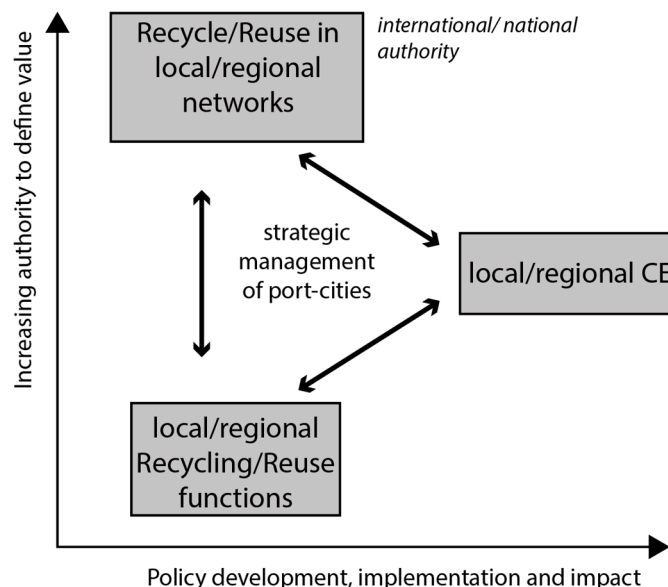 Recycle/Reuse in
local/regional
networks
international/ national
authority
Increasing authority to define value
strategic
management
of port-cities
local/regional CE
local/regional
Recycling/Reuse
functions
Policy development, implementation and impact